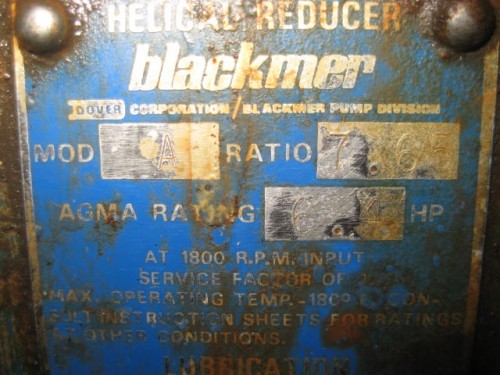 HELICAL REDUCER
blackmer
DOVER CORPORATION/BLACKMER PUMP DIVISION
MOD A RATIO
AGMA RATING HP
AT 1800 R.P.M. INPUT
SERVICE FACTOR OF
MAX. OPERATING TEMP.-180° F. CON-
SULT INSTRUCTION SHEETS FOR RATINGS
AT OTHER CONDITIONS.
LUBRICATION